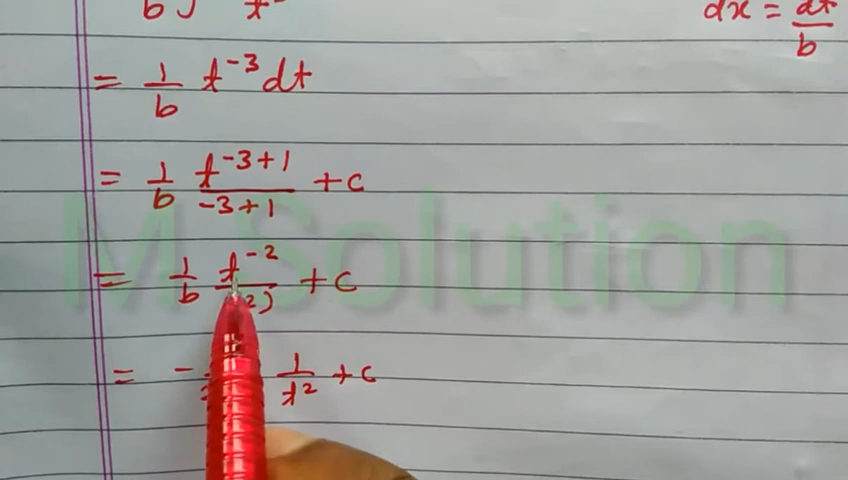 dx = dt/b
= 1/b t^-3 dt
= 1/b t^-3+1/-3+1 + c
= 1/b t^-2/2) + c
= - 1/t^2 + c
M Solution